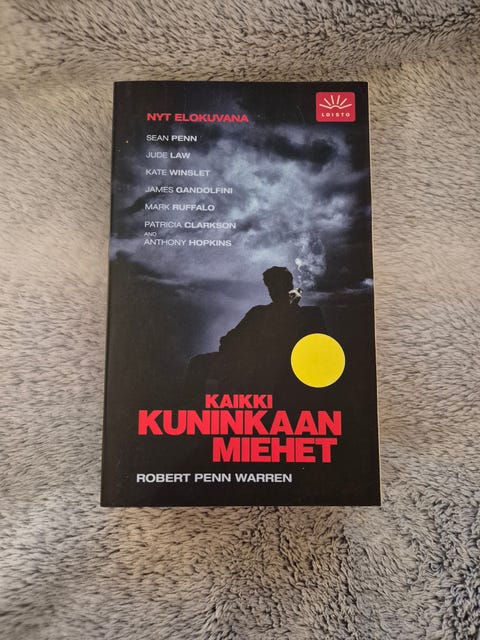 NYT ELOKUVANA
LOISTO
SEAN PENN
JUDE LAW
KATE WINSLET
JAMES GANDOLFINI
MARK RUFFALO
PATRICIA CLARKSON
AND
ANTHONY HOPKINS
KAIKKI
KUNINKAAN
MIEHET
ROBERT PENN WARREN